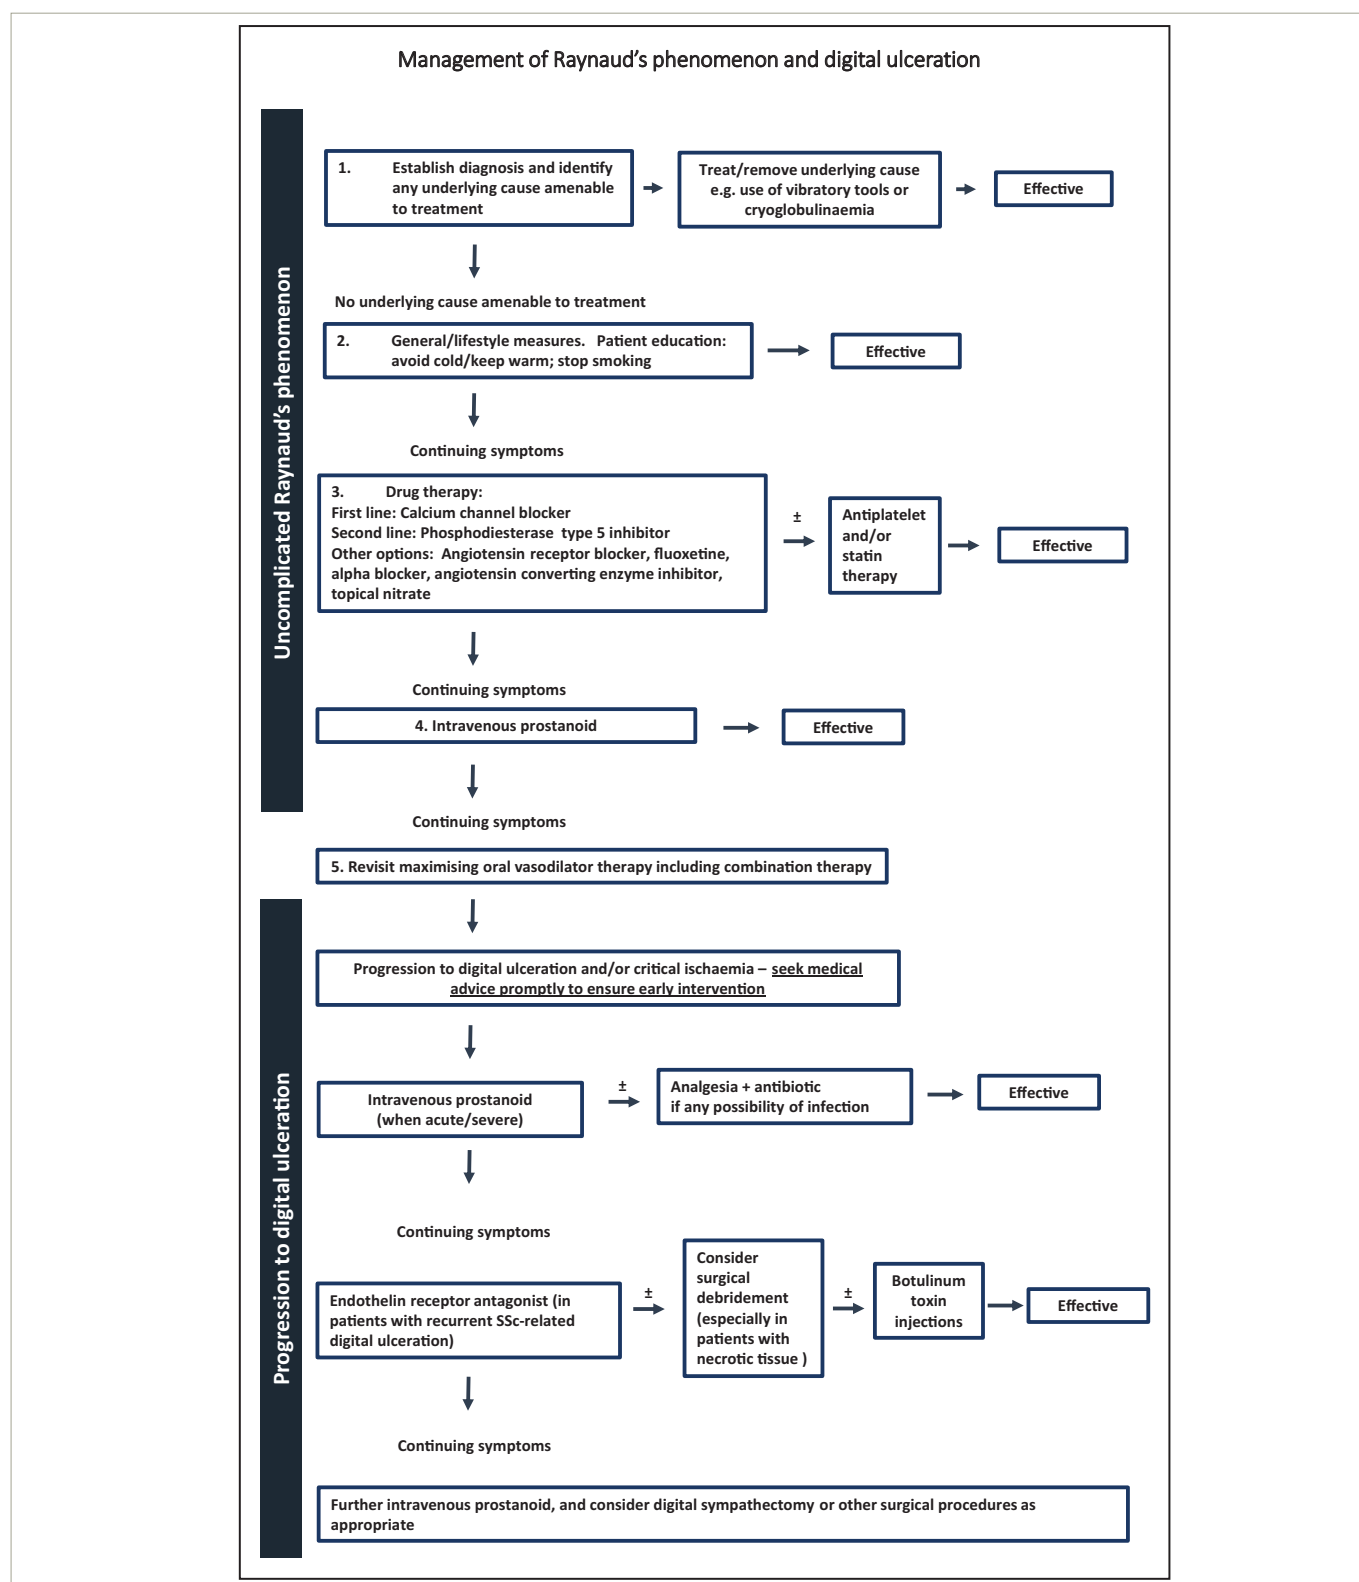 Management of Raynaud's phenomenon and digital ulceration
Uncomplicated Raynaud's phenomenon
1. Establish diagnosis and identify
any underlying cause amenable
to treatment
Treat/remove underlying cause
e.g. use of vibratory tools or
cryoglobulinaemia
Effective
No underlying cause amenable to treatment
2. General/lifestyle measures. Patient education:
avoid cold/keep warm; stop smoking
Effective
Continuing symptoms
3. Drug therapy:
First line: Calcium channel blocker
Second line: Phosphodiesterase type 5 inhibitor
Other options: Angiotensin receptor blocker, fluoxetine,
alpha blocker, angiotensin converting enzyme inhibitor,
topical nitrate
±
Antiplatelet
and/or
statin
therapy
Effective
Continuing symptoms
4. Intravenous prostanoid
Effective
Continuing symptoms
5. Revisit maximising oral vasodilator therapy including combination therapy
Progression to digital ulceration
Progression to digital ulceration and/or critical ischaemia – seek medical
advice promptly to ensure early intervention
Intravenous prostanoid
(when acute/severe)
±
Analgesia + antibiotic
if any possibility of infection
Effective
Continuing symptoms
Endothelin receptor antagonist (in
patients with recurrent SSc-related
digital ulceration)
±
Consider
surgical
debridement
(especially in
patients with
necrotic tissue )
±
Botulinum
toxin
injections
Effective
Continuing symptoms
Further intravenous prostanoid, and consider digital sympathectomy or other surgical procedures as
appropriate